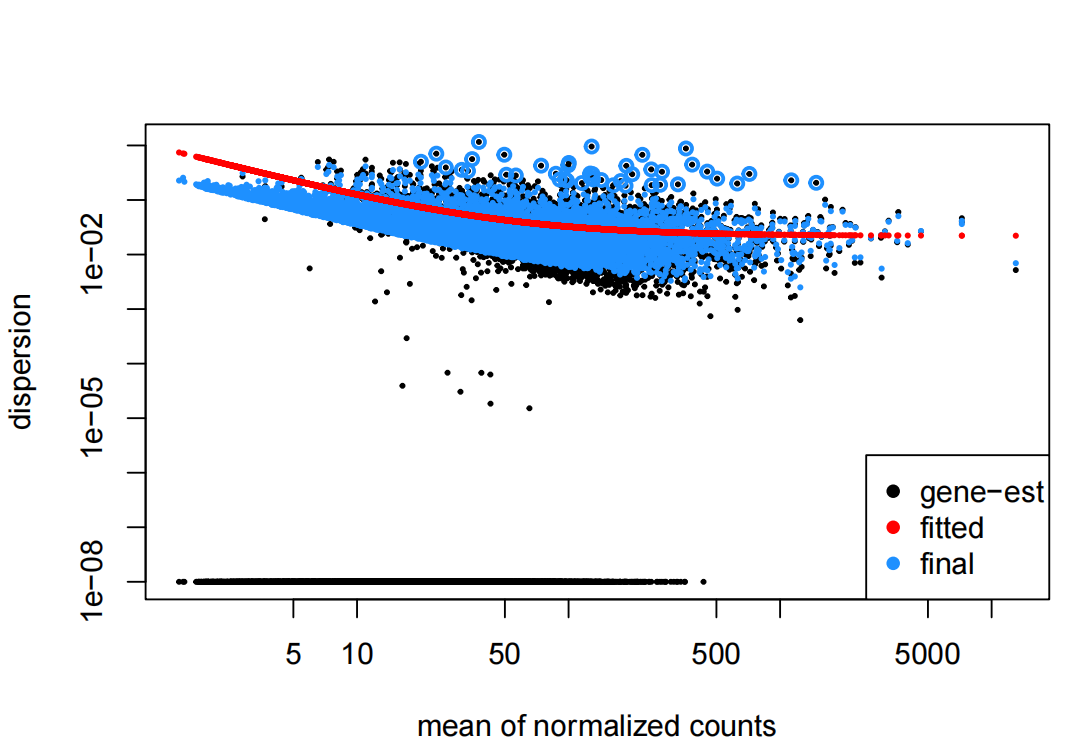 dispersion
1e−02
1e−05
1e−08
5 10 50 500 5000
mean of normalized counts
gene−est
fitted
final